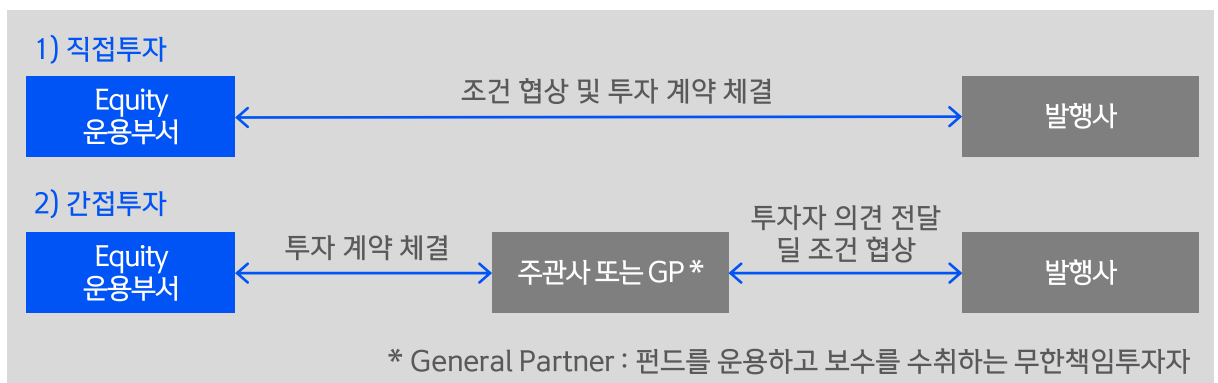 1) 직접투자
Equity
운용부서
조건 협상 및 투자 계약 체결
발행사
2) 간접투자
Equity
운용부서
투자 계약 체결
주관사 또는 GP *
투자자 의견 전달
딜 조건 협상
발행사
* General Partner : 펀드를 운용하고 보수를 수취하는 무한책임투자자